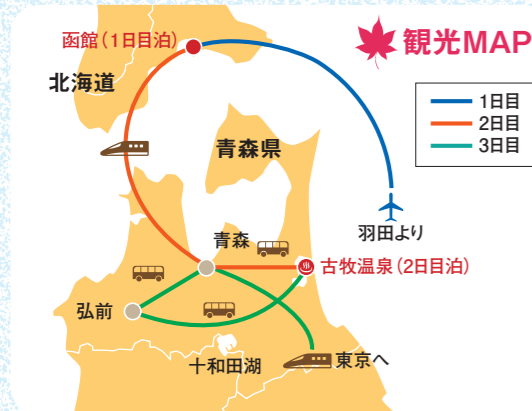 函館(1日目泊)
観光MAP
北海道
1日目
2日目
3日目
青森県
羽田より
青森
古牧温泉(2日目泊)
弘前
十和田湖
東京へ